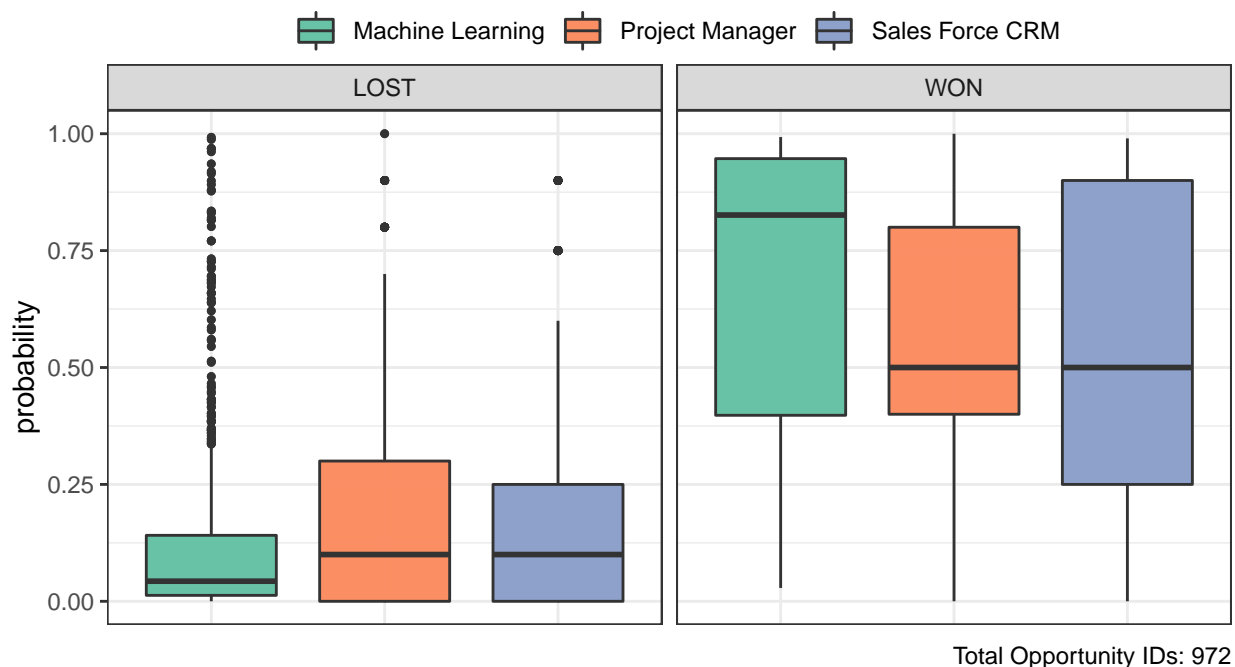 Machine Learning Project Manager Sales Force CRM
LOST WON
1.00
0.75
0.50
0.25
0.00
probability
Total Opportunity IDs: 972